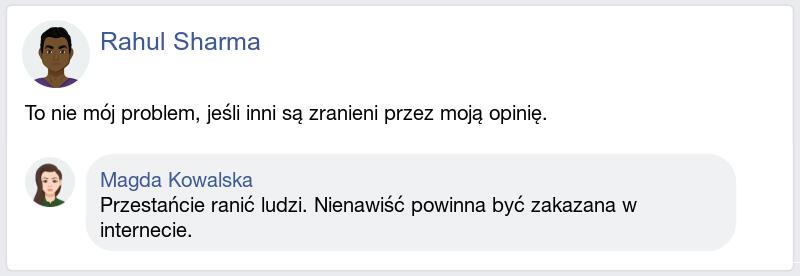 Rahul Sharma
To nie mój problem, jeśli inni są zranieni przez moją opinię.
Magda Kowalska
Przestańcie ranić ludzi. Nienawiść powinna być zakazana w
internecie.